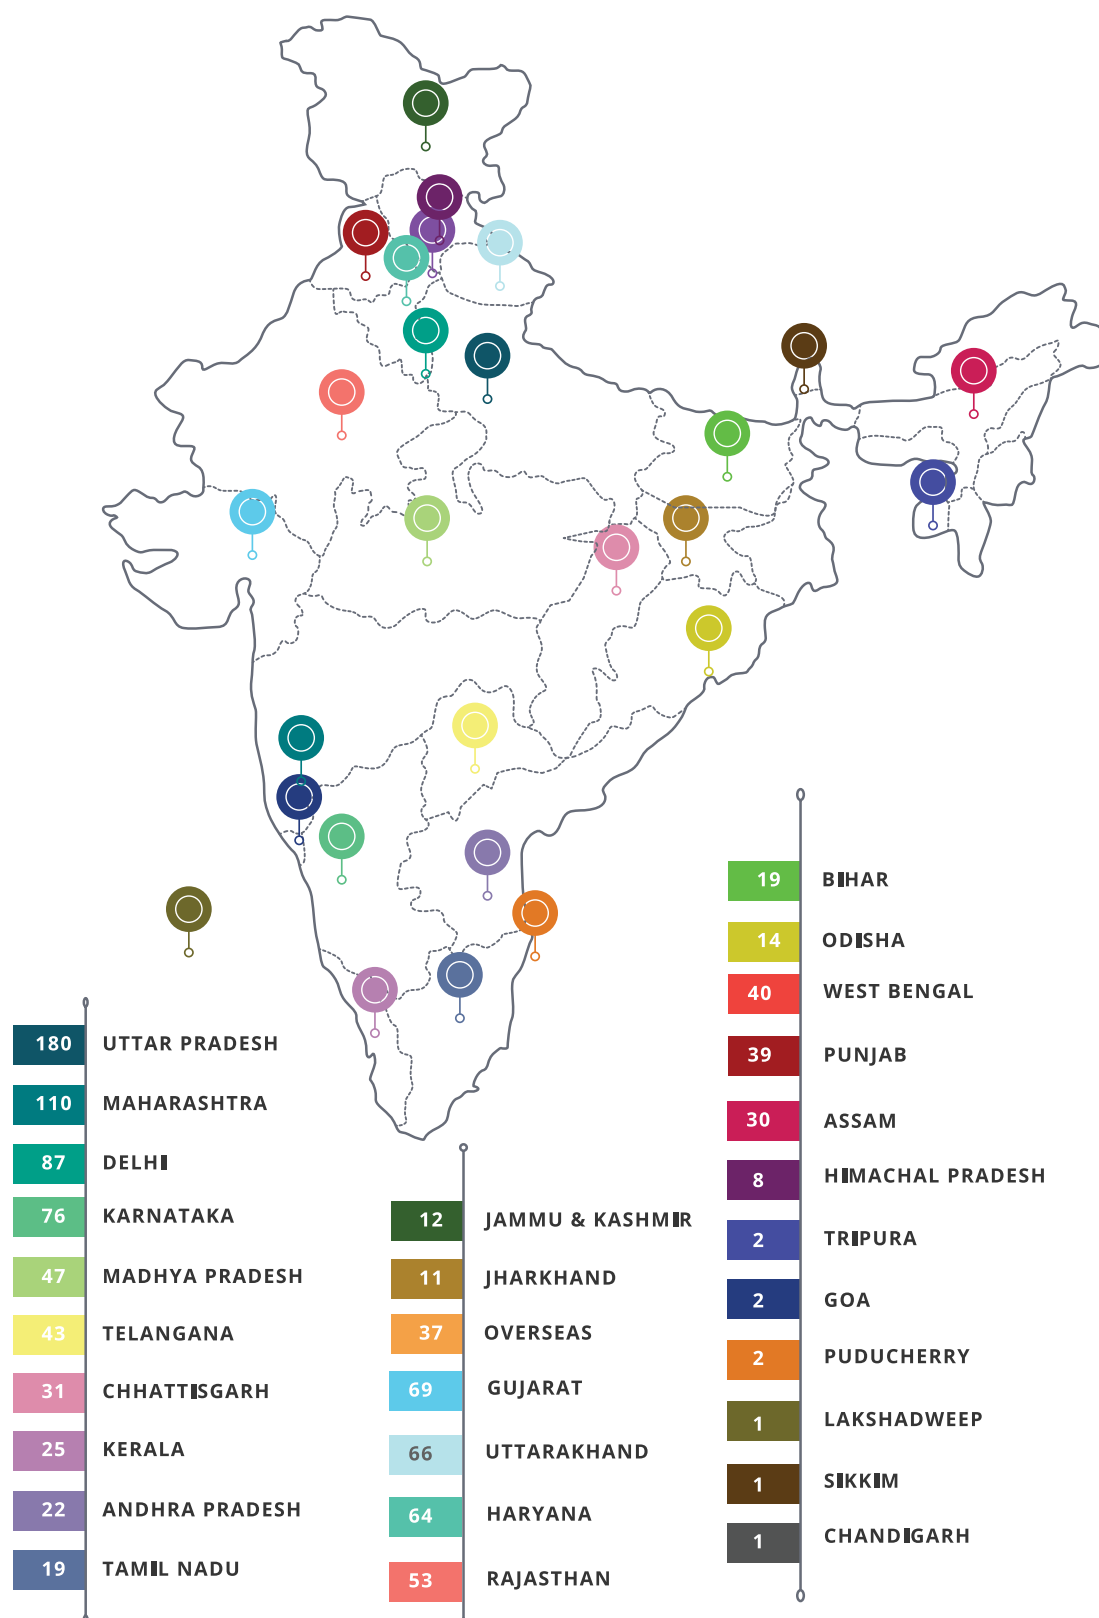 180 UTTAR PRADESH
110 MAHARASHTRA
87 DELHI
76 KARNATAKA
47 MADHYA PRADESH
43 TELANGANA
31 CHHATTISGARH
25 KERALA
22 ANDHRA PRADESH
19 TAMIL NADU
12 JAMMU & KASHMIR
11 JHARKHAND
37 OVERSEAS
69 GUJARAT
66 UTTARAKHAND
64 HARYANA
53 RAJASTHAN
19 BIHAR
14 ODISHA
40 WEST BENGAL
39 PUNJAB
30 ASSAM
8 HIMACHAL PRADESH
2 TRIPURA
2 GOA
2 PUDUCHERRY
1 LAKSHADWEEP
1 SIKKIM
1 CHANDIGARH